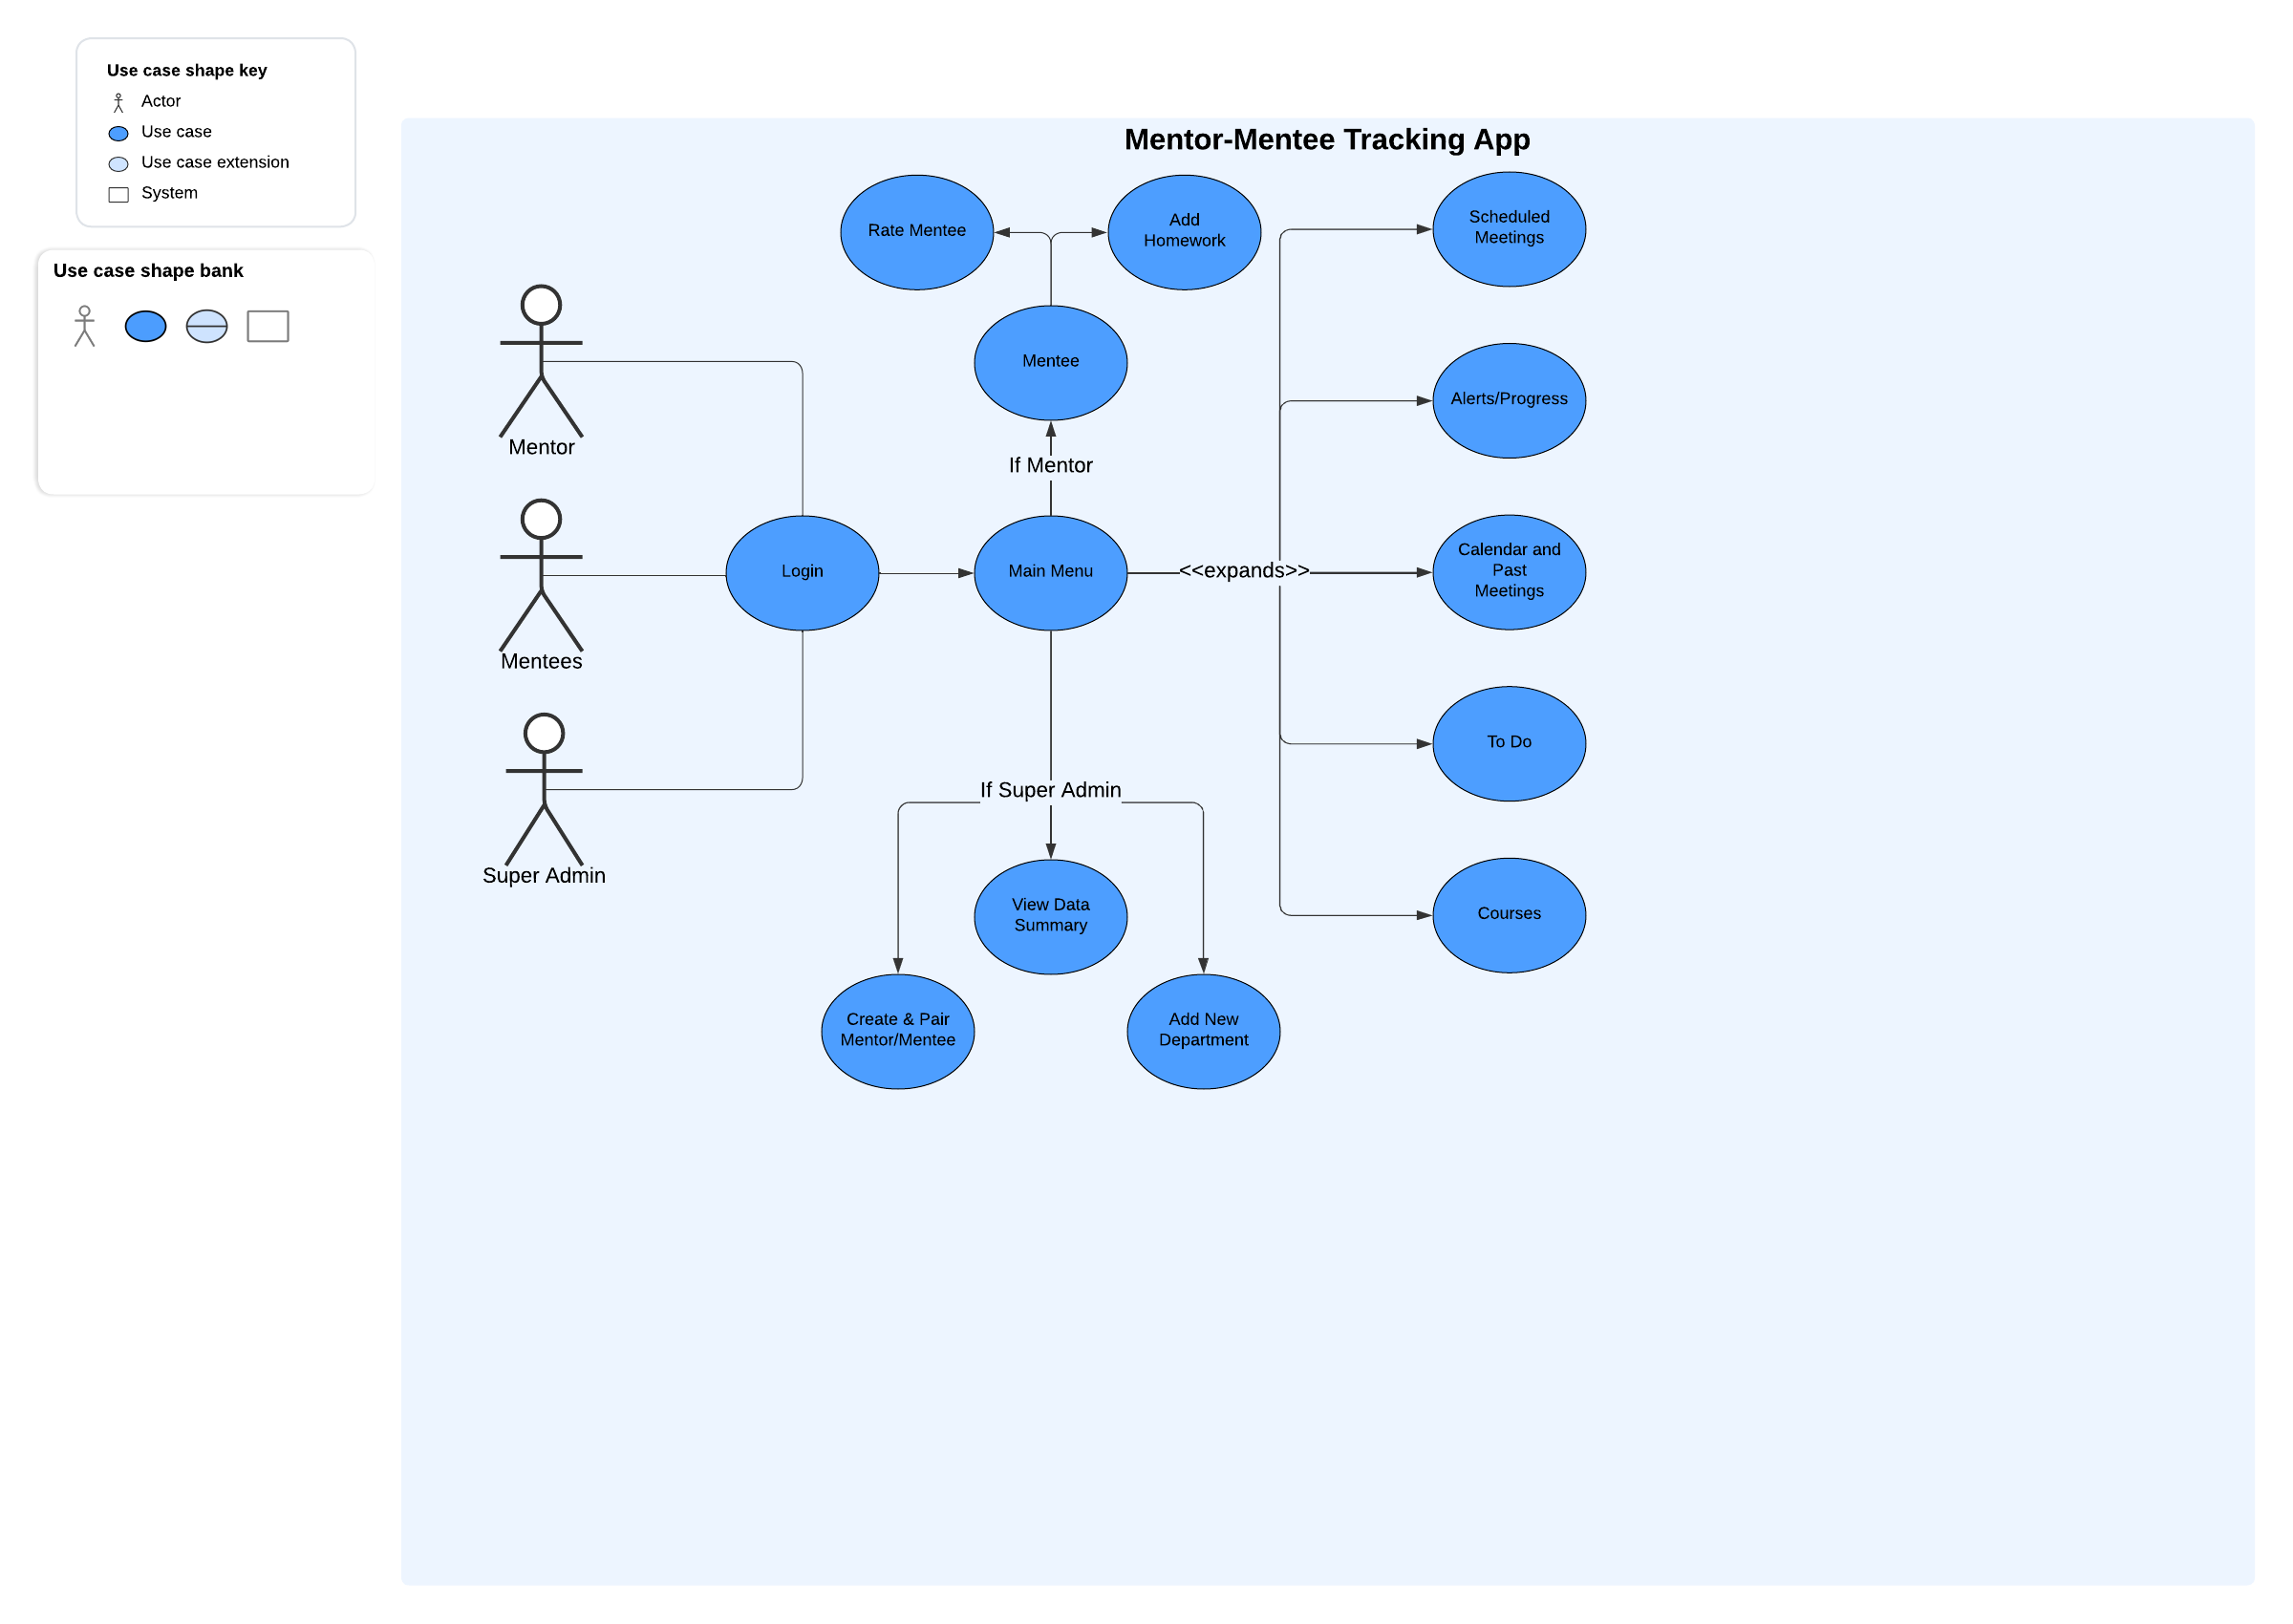 Use case shape key
Actor
Use case
Use case extension
System
Use case shape bank
Mentor-Mentee Tracking App
Rate Mentee
Add
Homework
Scheduled
Meetings
Mentee
Alerts/Progress
Mentor
If Mentor
Login
Main Menu
<<expands>>
Calendar and
Past
Meetings
Mentees
To Do
If Super Admin
Super Admin
View Data
Summary
Courses
Create & Pair
Mentor/Mentee
Add New
Department